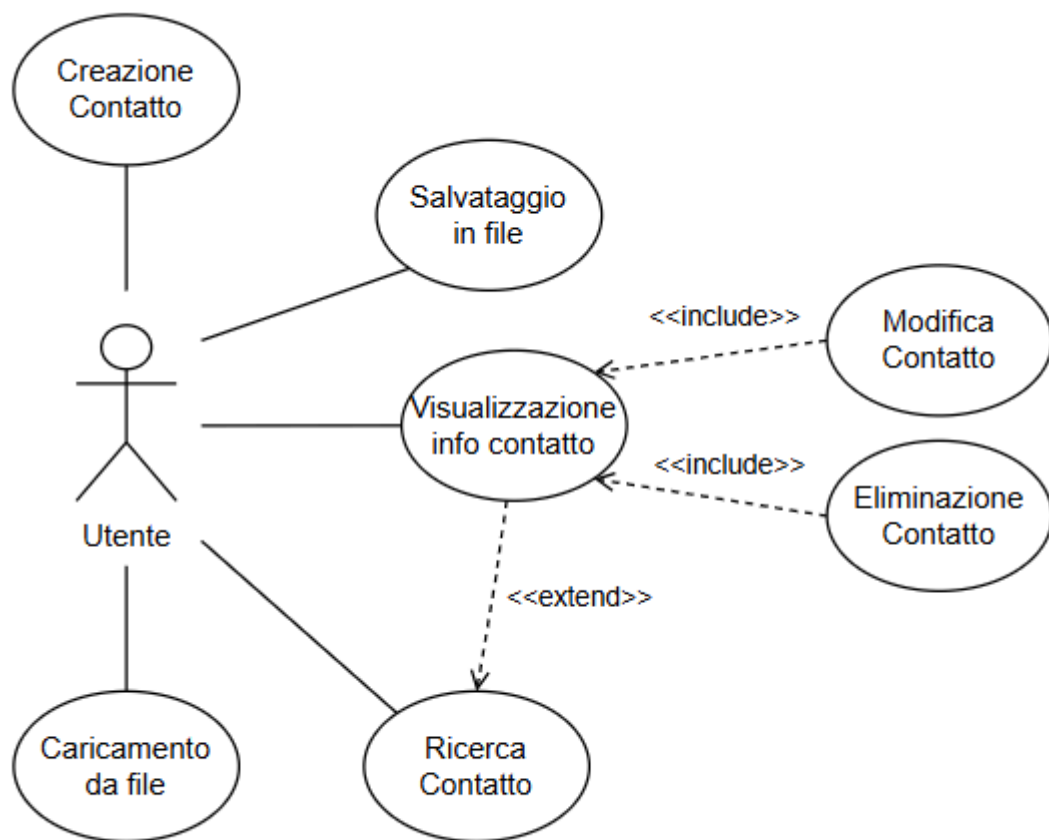 Creazione
Contatto
Salvataggio
in file
<<include>>
Modifica
Contatto
Visualizzazione
info contatto
<<include>>
Eliminazione
Contatto
Utente
<<extend>>
Caricamento
da file
Ricerca
Contatto